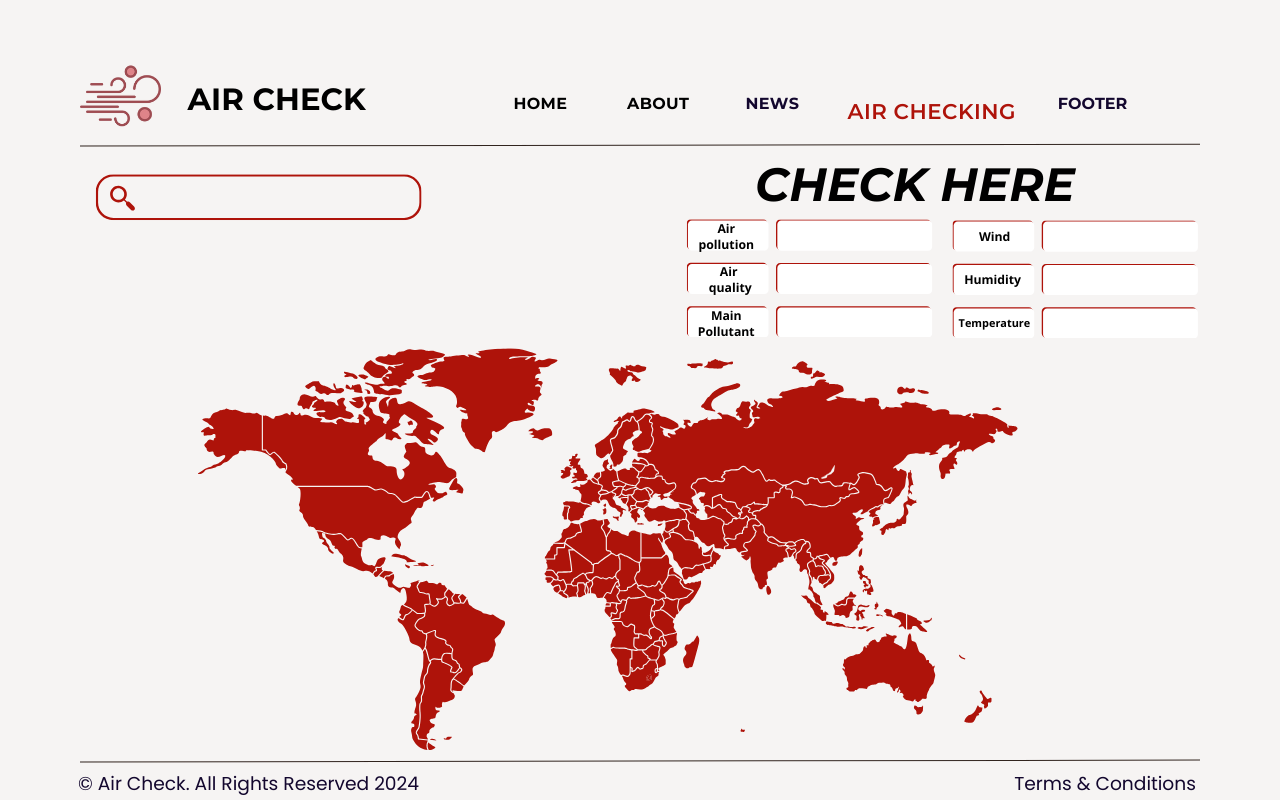 AIR CHECK
HOME
ABOUT
NEWS
AIR CHECKING
FOOTER
CHECK HERE
Air
pollution
Wind
Air
quality
Humidity
Main
Pollutant
Temperature
© Air Check. All Rights Reserved 2024
Terms & Conditions